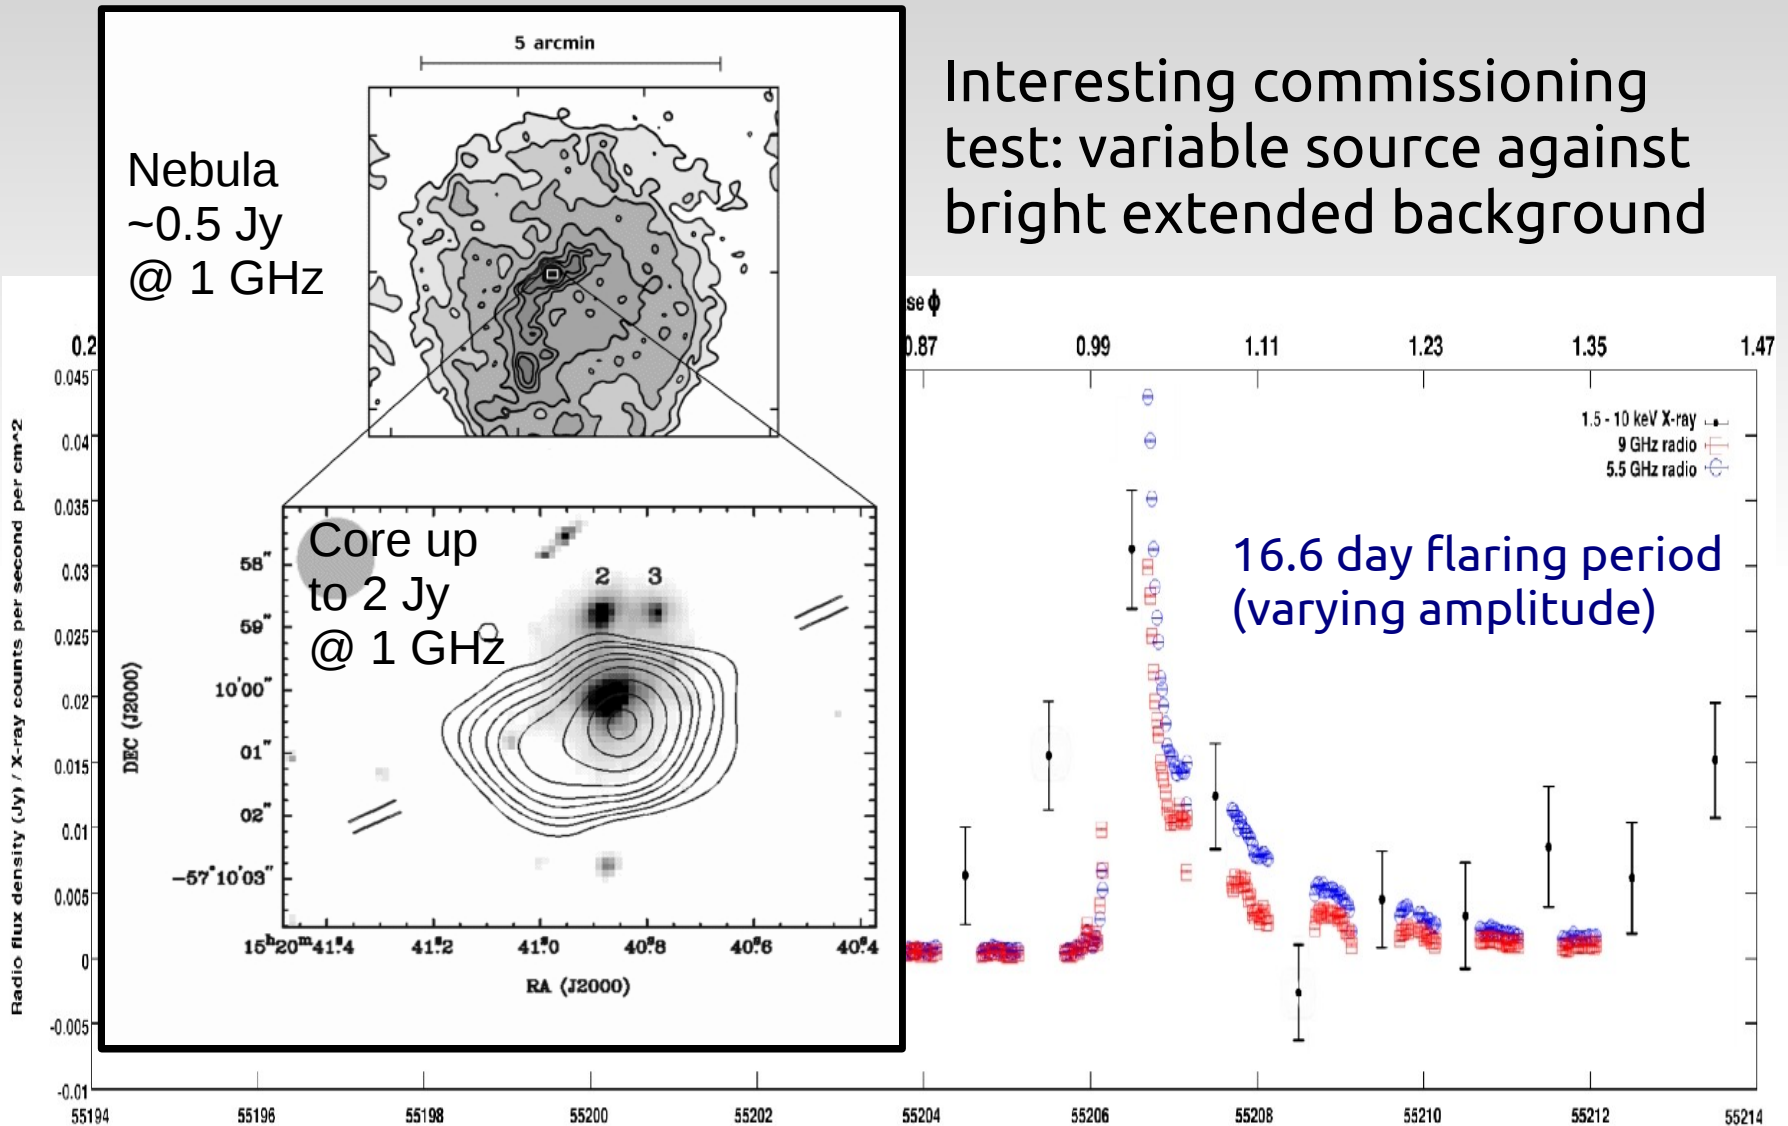 5 arcmin
Nebula
~0.5 Jy
@ 1 GHz
Interesting commissioning
test: variable source against
bright extended background
se ϕ
0.2
0.87
0.99
1.11
1.23
1.35
1.47
0.045
0.04
0.035
0.03
0.025
0.02
0.015
0.01
0.005
0
-0.005
-0.01
Radio flux density (Jy) / X-ray counts per second per cm^2
1.5 - 10 keV X-ray
9 GHz radio
5.5 GHz radio
16.6 day flaring period
(varying amplitude)
Core up
to 2 Jy
@ 1 GHz
2 3
58"
59"
10'00"
01"
02"
-57°10'03"
DEC (J2000)
15ʰ20ᵐ41ˢ.4
41ˢ.2
41ˢ.0
40ˢ.8
40ˢ.6
40ˢ.4
RA (J2000)
55194
55196
55198
55200
55202
55204
55206
55208
55210
55212
55214